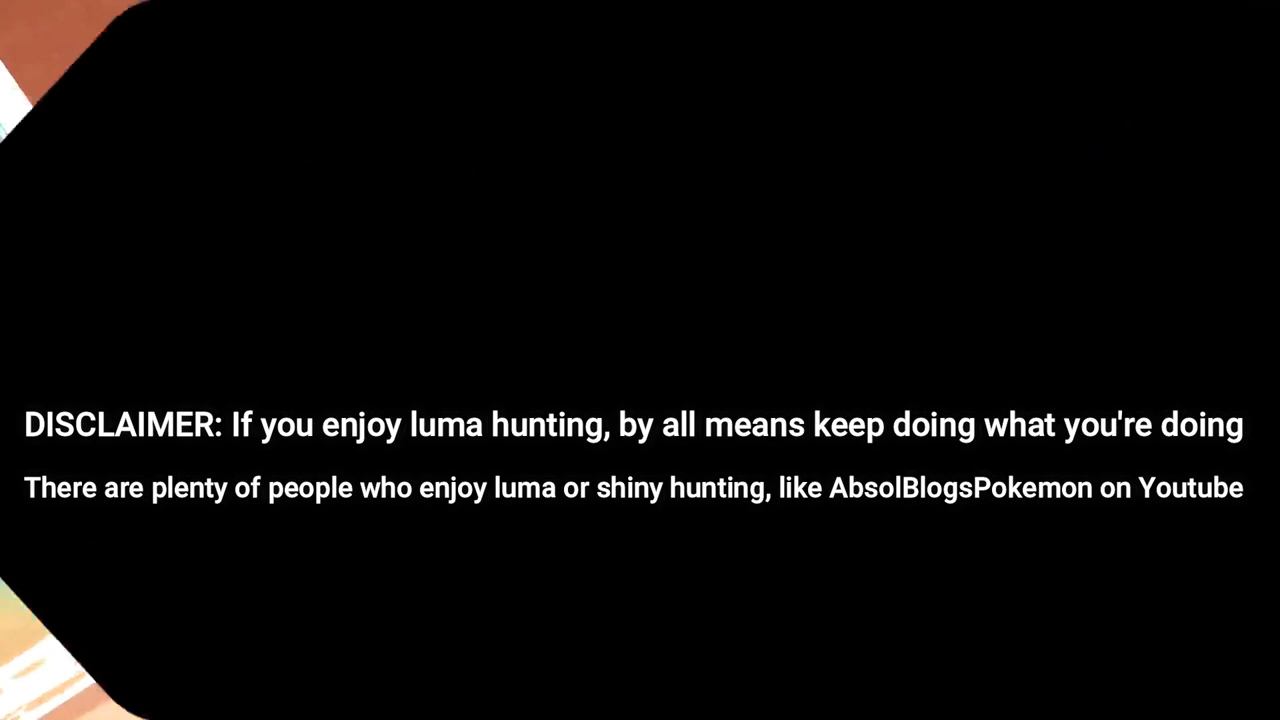 DISCLAIMER: If you enjoy luma hunting, by all means keep doing what you're doing
There are plenty of people who enjoy luma or shiny hunting, like AbsolBlogsPokemon on Youtube